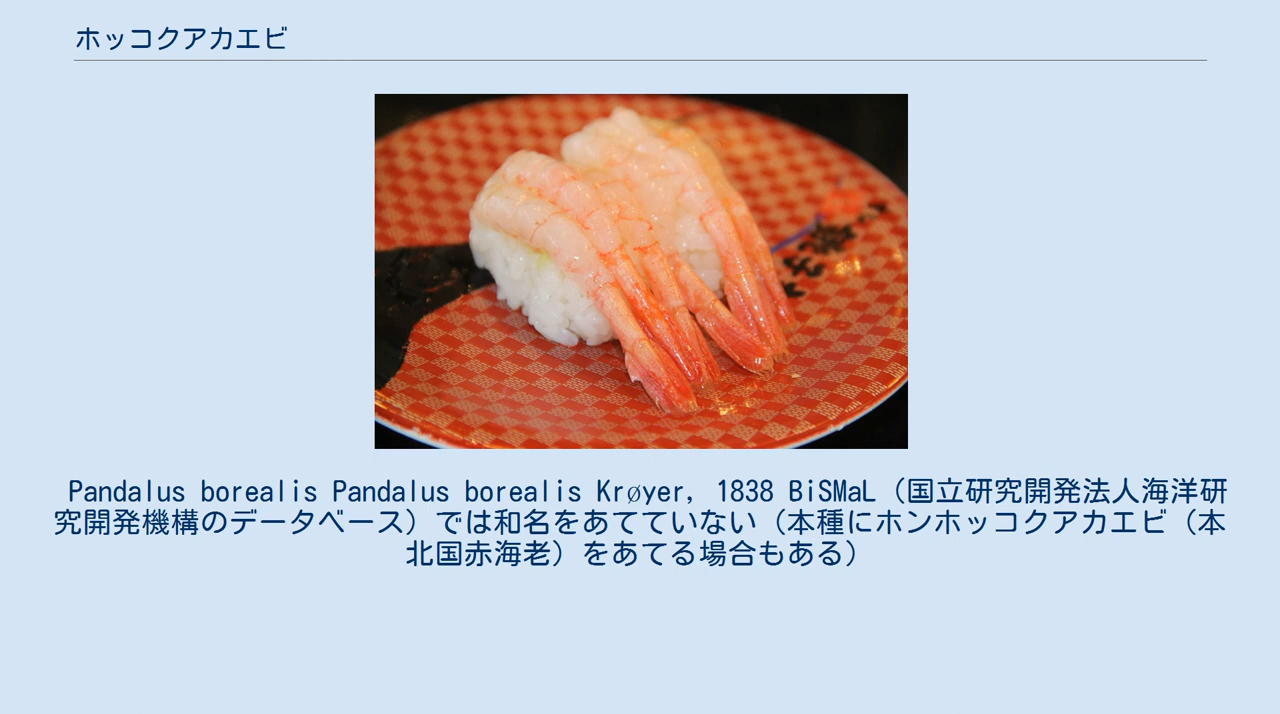 ホッコクアカエビ
Pandalus borealis Pandalus borealis Krøyer, 1838 BiSMaL（国立研究開発法人海洋研
究開発機構のデータベース）では和名をあてていない（本種にホンホッコクアカエビ（本
北国赤海老）をあてる場合もある）